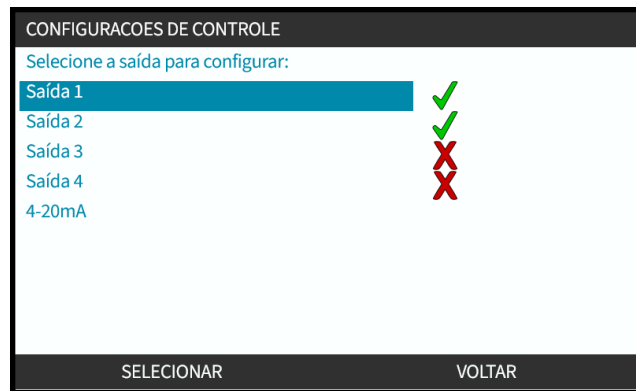 CONFIGURACOES DE CONTROLE
Selecione a saída para configurar:
Saída 1
Saída 2
Saída 3
Saída 4
4-20mA
SELECIONAR VOLTAR